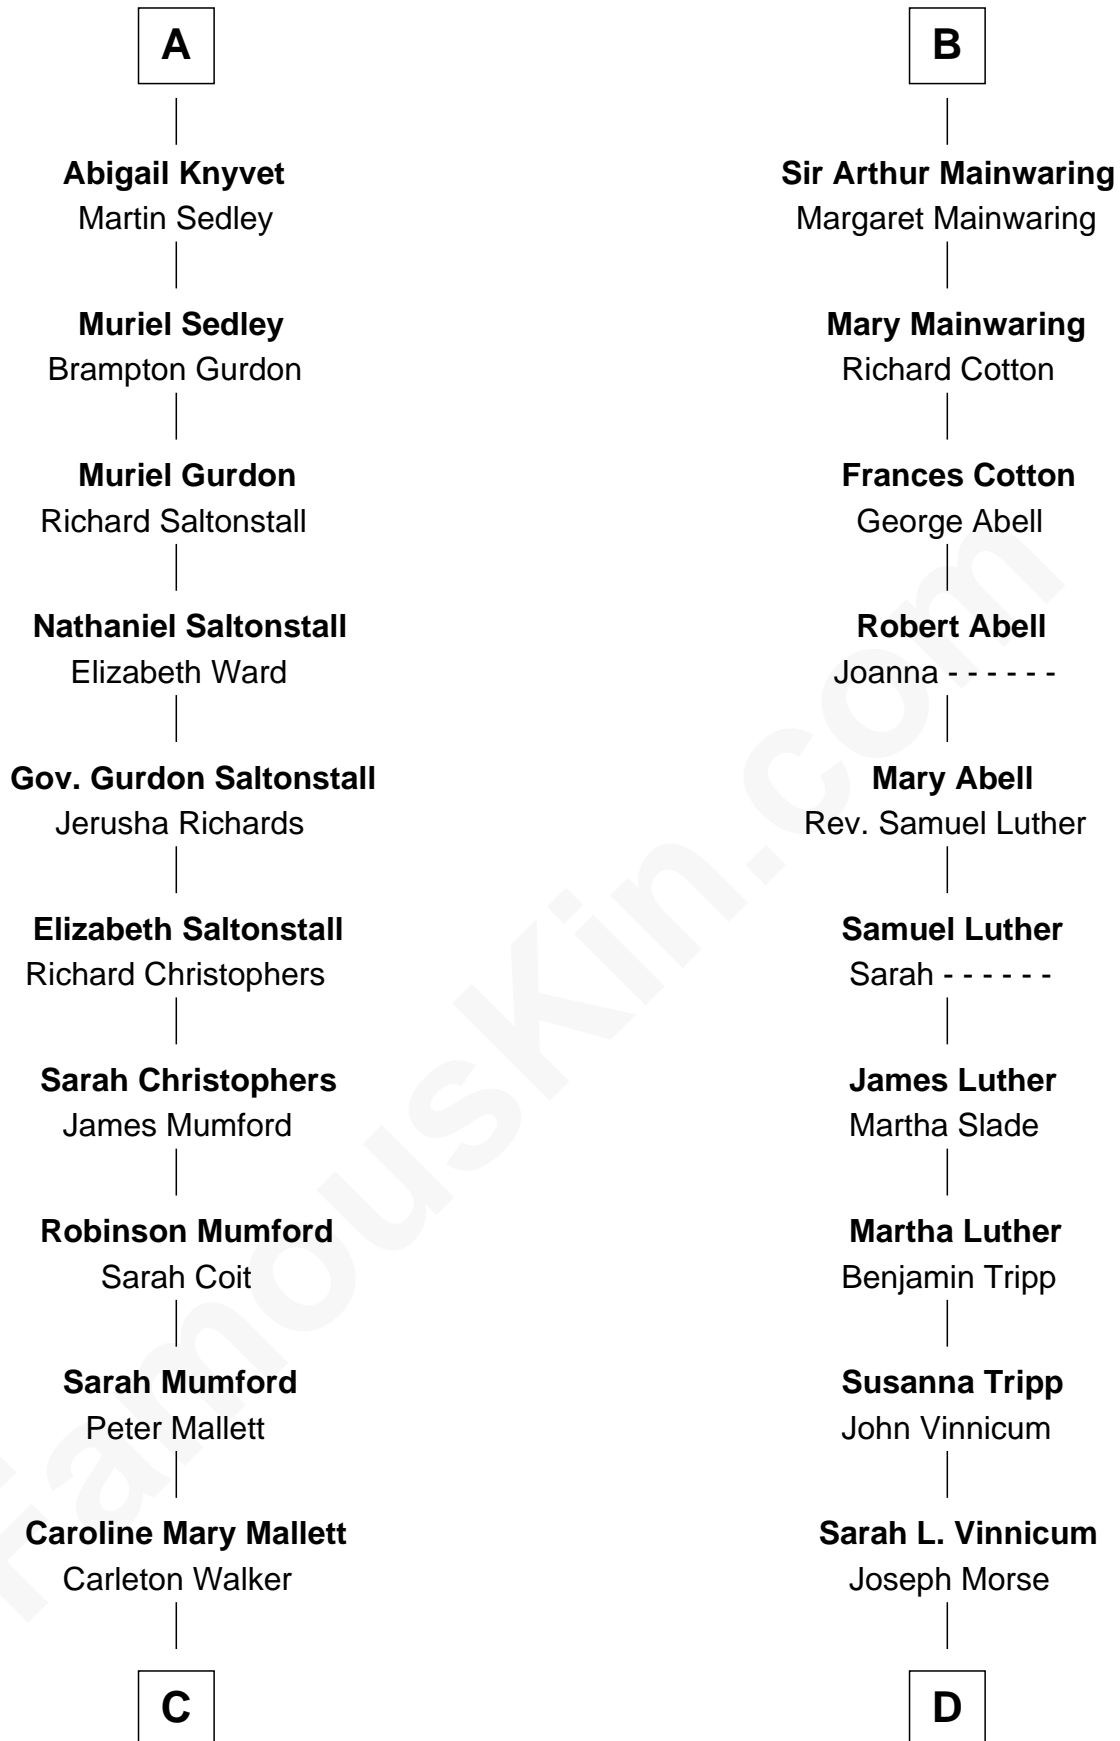 A
Abigail Knyvet
Martin Sedley
Muriel Sedley
Brampton Gurdon
Muriel Gurdon
Richard Saltonstall
Nathaniel Saltonstall
Elizabeth Ward
Gov. Gurdon Saltonstall
Jerusha Richards
Elizabeth Saltonstall
Richard Christophers
Sarah Christophers
James Mumford
Robinson Mumford
Sarah Coit
Sarah Mumford
Peter Mallett
Caroline Mary Mallett
Carleton Walker
C
B
Sir Arthur Mainwaring
Margaret Mainwaring
Mary Mainwaring
Richard Cotton
Frances Cotton
George Abell
Robert Abell
Joanna - - - - - -
Mary Abell
Rev. Samuel Luther
Samuel Luther
Sarah - - - - - -
James Luther
Martha Slade
Martha Luther
Benjamin Tripp
Susanna Tripp
John Vinnicum
Sarah L. Vinnicum
Joseph Morse
D
FamousKin.com